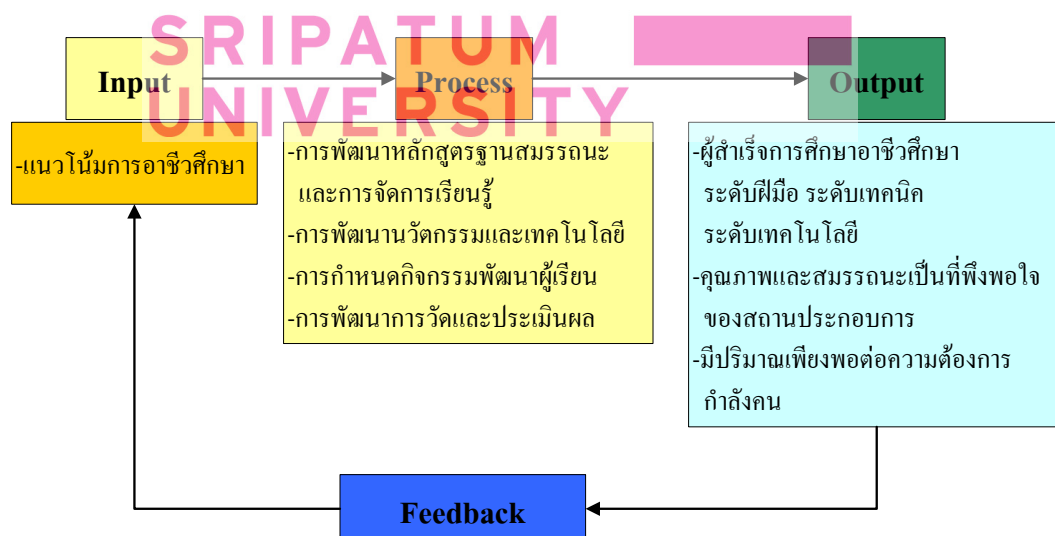 SRIPATUM
UNIVERSITY
Input
Process
Output
-แนวโน้มการอาชีวศึกษา
-การพัฒนาหลักสูตรฐานสมรรถนะ
และการจัดการเรียนรู้
-การพัฒนานวัตกรรมและเทคโนโลยี
-การกำหนดกิจกรรมพัฒนาผู้เรียน
-การพัฒนาการวัดและประเมินผล
-ผู้สำเร็จการศึกษาอาชีวศึกษา
ระดับฝีมือ ระดับเทคนิค
ระดับเทคโนโลยี
-คุณภาพและสมรรถนะเป็นที่พึงพอใจ
ของสถานประกอบการ
-มีปริมาณเพียงพอต่อความต้องการ
กำลังคน
Feedback